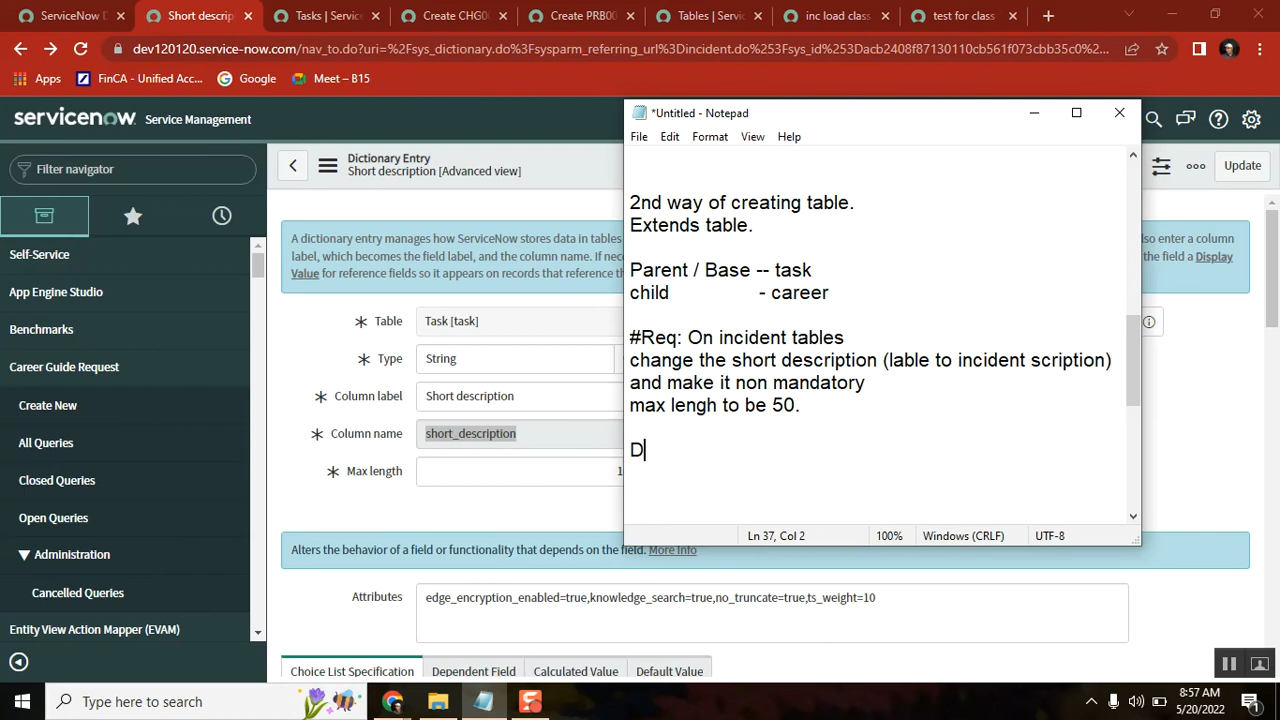 ServiceNow D
Short descrip
Tasks | Service
Create CHG0
Create PRB00
Tables | Servic
inc load class
test for class
dev120120.service-now.com/nav_to.do?uri=%2Fsys_dictionary.do%3Fsysparm_referring_url%3Dincident.do%253Fsys_id%253Dacb2408f87130110cb561f073cbb35c0%2...
Apps
FinCA - Unified Acc...
Google
Meet – B15
servicenow Service Management
Filter navigator
Self-Service
App Engine Studio
Benchmarks
Career Guide Request
Create New
All Queries
Closed Queries
Open Queries
Administration
Cancelled Queries
Entity View Action Mapper (EVAM)
Dictionary Entry
Short description [Advanced view]
Update
A dictionary entry manages how ServiceNow stores data in tables
label, which becomes the field label, and the column name. If nec
Value for reference fields so it appears on records that reference th
also enter a column
e the field a Display
Table Task [task]
Type String
Column label Short description
Column name short_description
Max length 1
Alters the behavior of a field or functionality that depends on the field. More Info
Attributes edge_encryption_enabled=true,knowledge_search=true,no_truncate=true,ts_weight=10
Choice List Specification Dependent Field Calculated Value Default Value
*Untitled - Notepad
File Edit Format View Help
2nd way of creating table.
Extends table.
Parent / Base -- task
child - career
#Req: On incident tables
change the short description (lable to incident scription)
and make it non mandatory
max lengh to be 50.
D
Ln 37, Col 2 100% Windows (CRLF) UTF-8
Type here to search
8:57 AM
5/20/2022
1